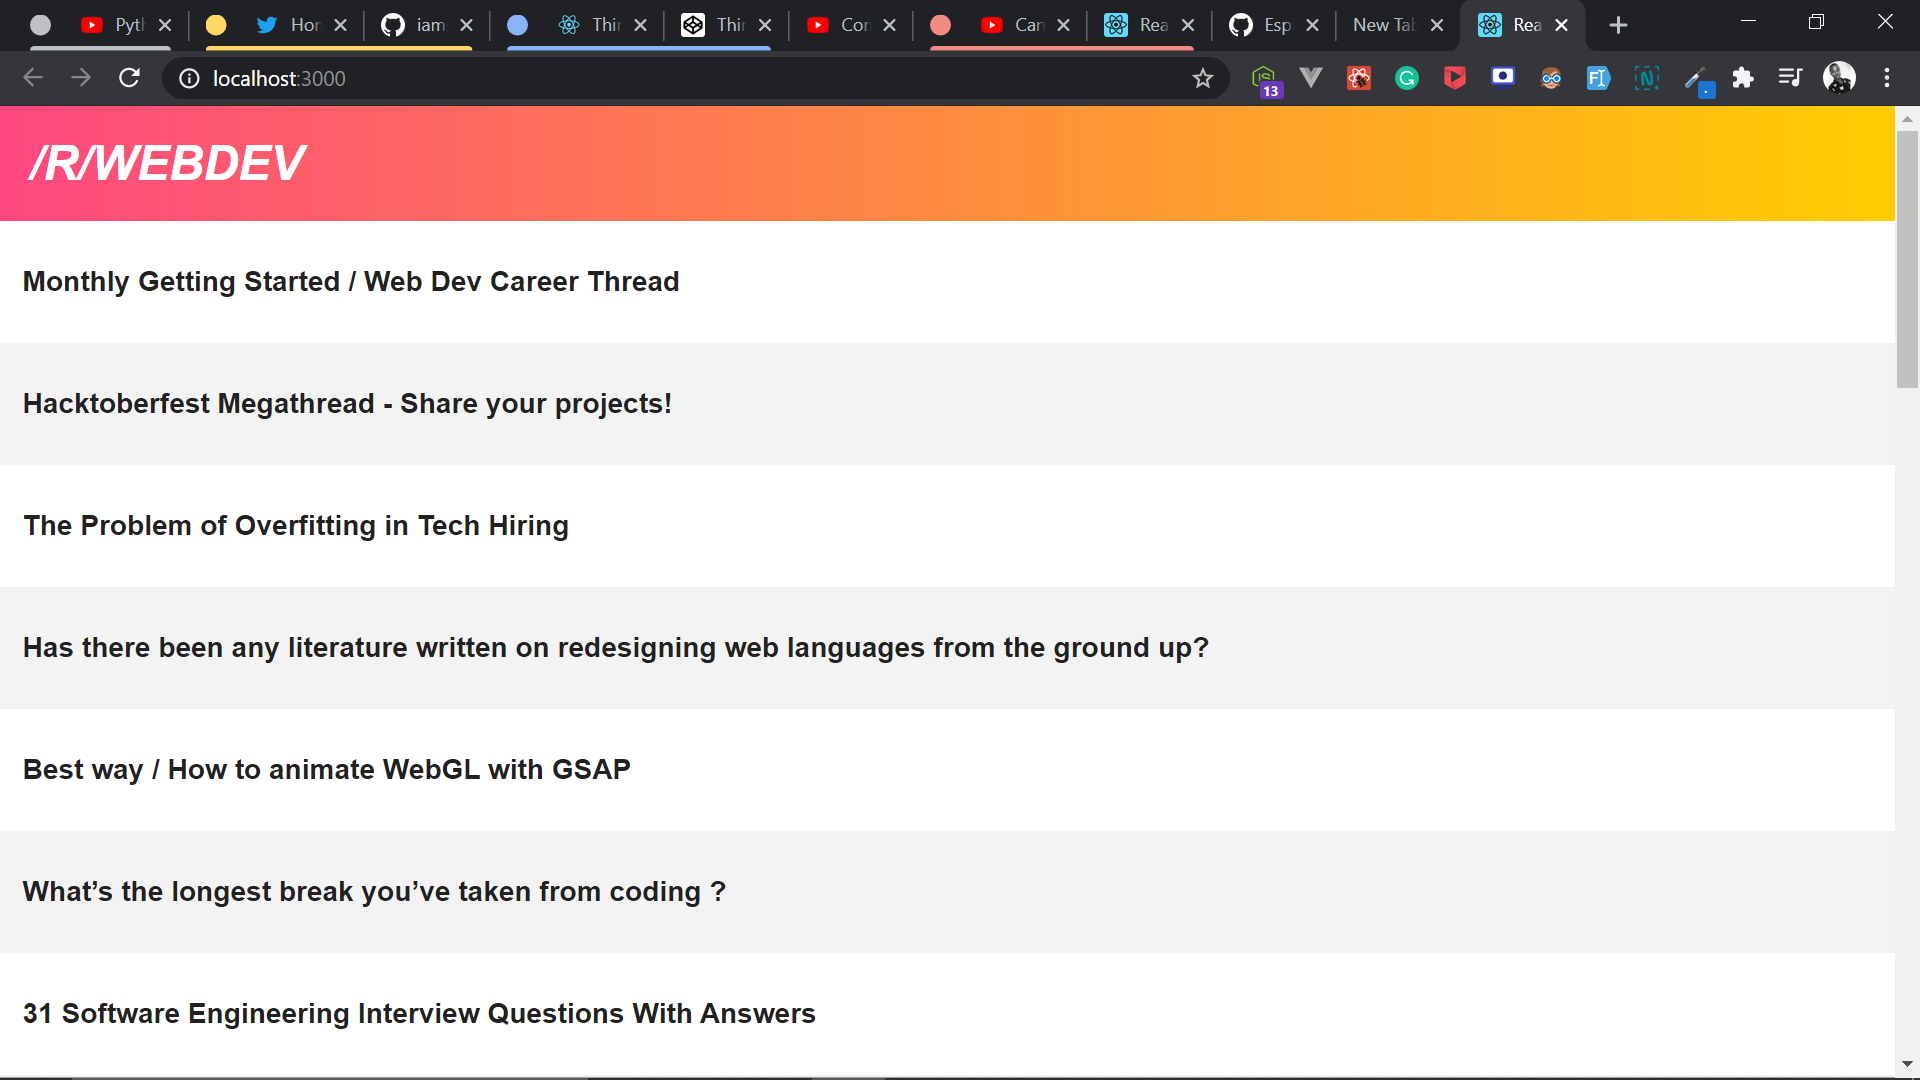 Pyt
Hor
iam
Thir
Thir
Con
Can
Rea
Esp
New Tab
Rea
localhost:3000
13
/R/WEBDEV
Monthly Getting Started / Web Dev Career Thread
Hacktoberfest Megathread - Share your projects!
The Problem of Overfitting in Tech Hiring
Has there been any literature written on redesigning web languages from the ground up?
Best way / How to animate WebGL with GSAP
What’s the longest break you’ve taken from coding ?
31 Software Engineering Interview Questions With Answers